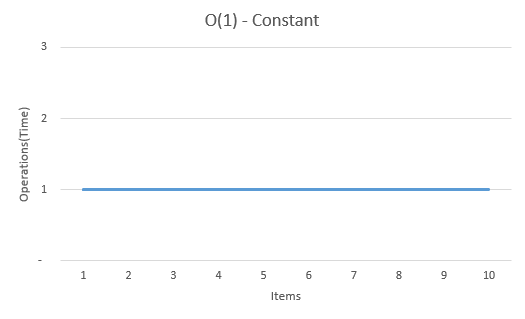 O(1) - Constant
3
2
1
-
Operations(Time)
1 2 3 4 5 6 7 8 9 10
Items